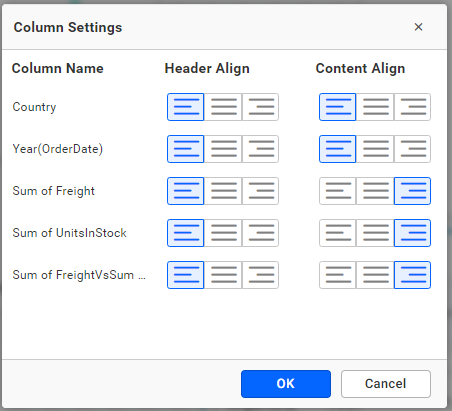 Column Settings ×
Column Name Header Align Content Align
Country
Year(OrderDate)
Sum of Freight
Sum of UnitsInStock
Sum of FreightVsSum ...
OK Cancel